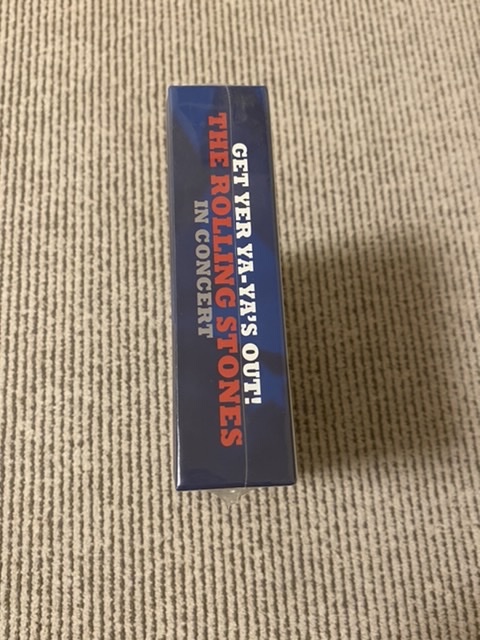 GET YER YA-YA'S OUT!
THE ROLLING STONES
IN CONCERT